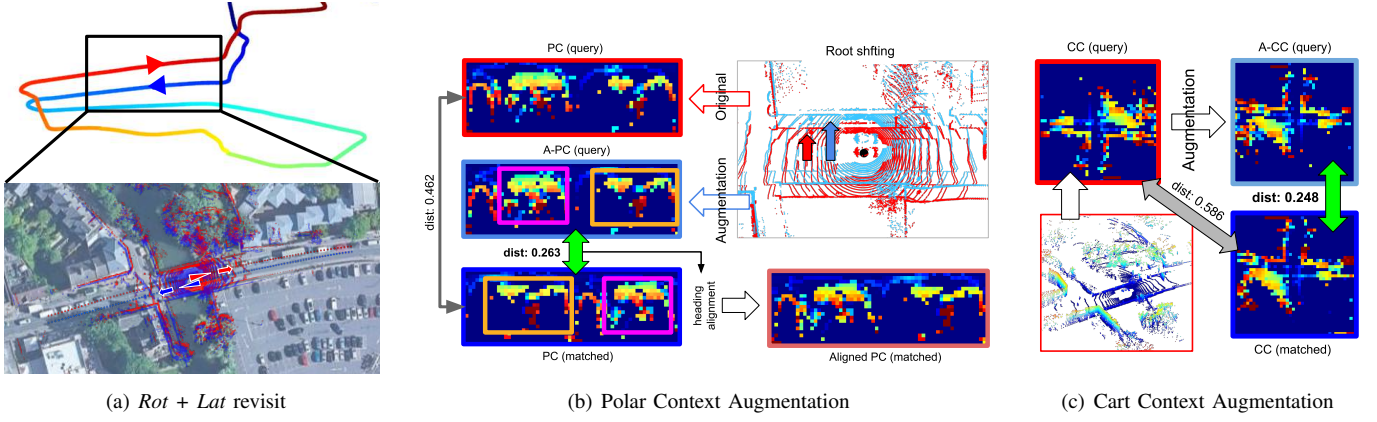 PC (query)
Root shfting
Original
A-PC (query)
dist: 0.462
Augmentation
dist: 0.263
heading
alignment
PC (matched)
Aligned PC (matched)
CC (query)
A-CC (query)
Augmentation
dist: 0.586
dist: 0.248
CC (matched)
(a) Rot + Lat revisit
(b) Polar Context Augmentation
(c) Cart Context Augmentation